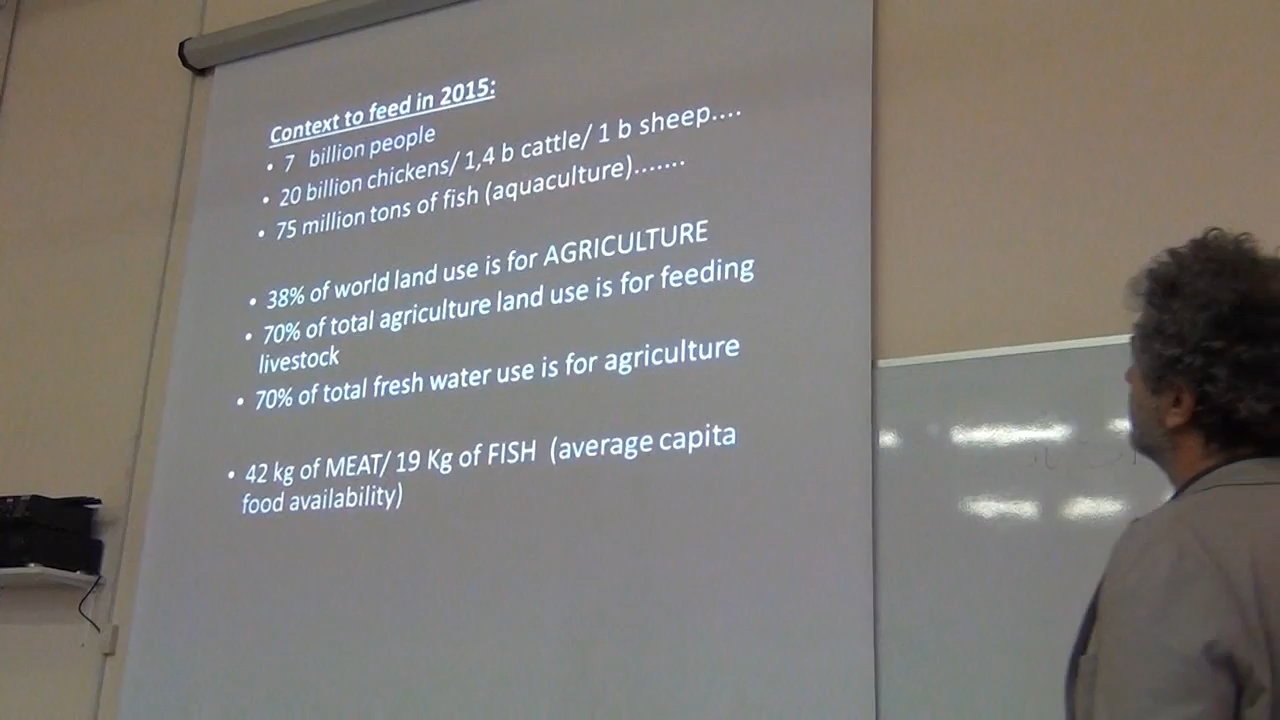 Context to feed in 2015:
• 7 billion people
• 20 billion chickens/ 1,4 b cattle/ 1 b sheep....
• 75 million tons of fish (aquaculture).......
• 38% of world land use is for AGRICULTURE
• 70% of total agriculture land use is for feeding
livestock
• 70% of total fresh water use is for agriculture
• 42 kg of MEAT/ 19 Kg of FISH (average capita
food availability)